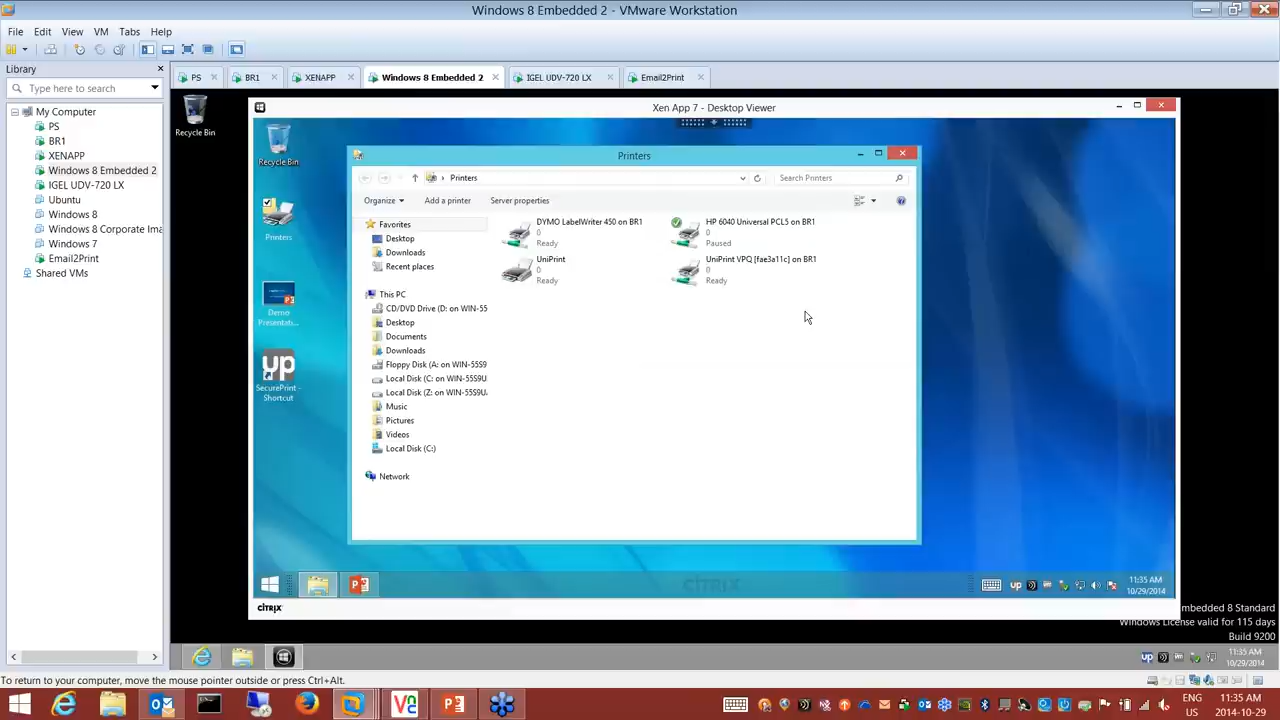 Windows 8 Embedded 2 - VMware Workstation
File Edit View VM Tabs Help
Library
Type here to search
My Computer
PS
BR1
XENAPP
Windows 8 Embedded 2
IGEL UDV-720 LX
Ubuntu
Windows 8
Windows 8 Corporate Ima
Windows 7
Email2Print
Shared VMs
PS
BR1
XENAPP
Windows 8 Embedded 2
IGEL UDV-720 LX
Email2Print
Recycle Bin
Xen App 7 - Desktop Viewer
Recycle Bin
Printers
Demo
Presentati...
up
SecurePrint -
Shortcut
Printers
Printers
Search Printers
Organize
Add a printer
Server properties
Favorites
Desktop
Downloads
Recent places
This PC
CD/DVD Drive (D: on WIN-55
Desktop
Documents
Downloads
Floppy Disk (A: on WIN-55S9
Local Disk (C: on WIN-55S9U
Local Disk (Z: on WIN-55S9U
Music
Pictures
Videos
Local Disk (C:)
Network
DYMO LabelWriter 450 on BR1
0
Ready
HP 6040 Universal PCL5 on BR1
0
Paused
UniPrint
0
Ready
UniPrint VPQ [fae3a11c] on BR1
0
Ready
CITRIX
up
11:35 AM
10/29/2014
CITRIX
mbedded 8 Standard
Windows License valid for 115 days
Build 9200
up
11:35 AM
10/29/2014
To return to your computer, move the mouse pointer outside or press Ctrl+Alt.
ENG
US
11:35 AM
2014-10-29